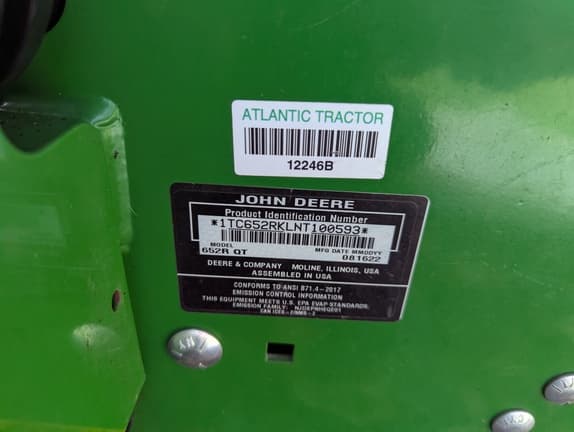 ATLANTIC TRACTOR
12246B
JOHN DEERE
Product Identification Number
*1TC652RKLNT100593*
MODEL MFG DATE MMDDYY
652R QT 081622
DEERE & COMPANY MOLINE, ILLINOIS, USA
ASSEMBLED IN USA
CONFORMS TO ANSI B71.4-2017
EMISSION CONTROL INFORMATION
THIS EQUIPMENT MEETS U.S. EPA EVAP STANDARDS:
EMISSION FAMILY: